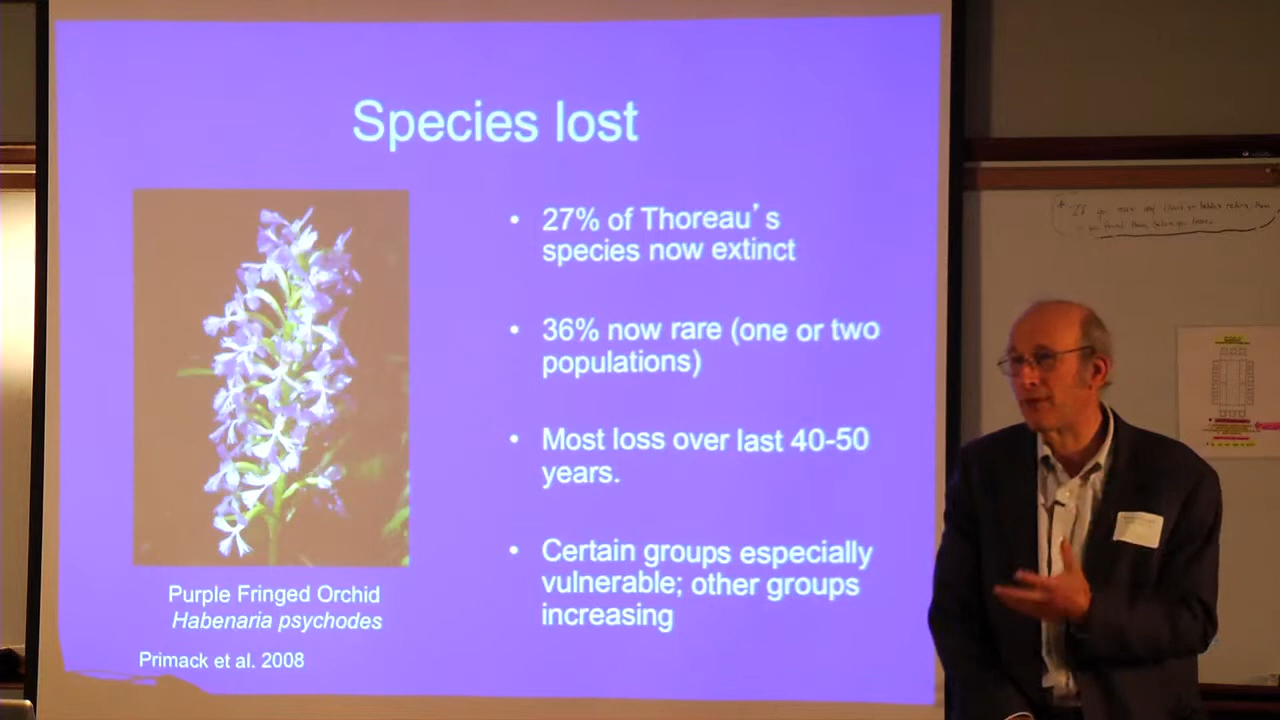 Species lost
• 27% of Thoreau's
species now extinct
• 36% now rare (one or two
populations)
• Most loss over last 40-50
years.
• Certain groups especially
vulnerable; other groups
increasing
Purple Fringed Orchid
Habenaria psychodes
Primack et al. 2008